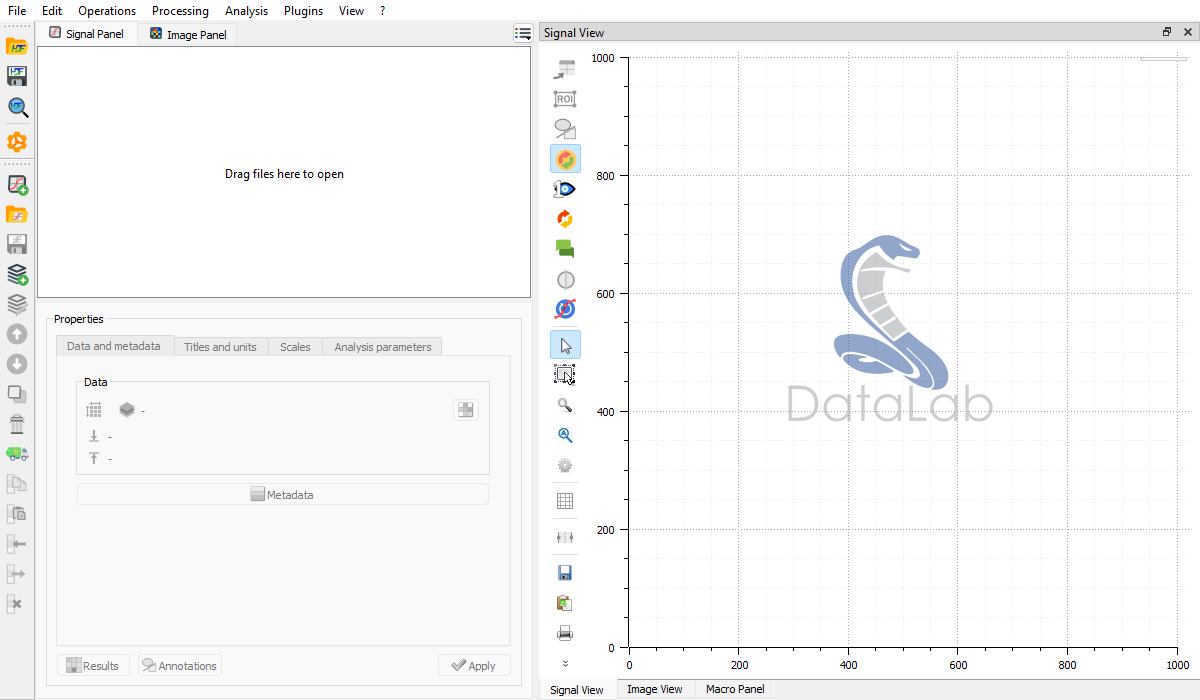 File Edit Operations Processing Analysis Plugins View ?
Signal Panel Image Panel
Drag files here to open
Properties
Data and metadata Titles and units Scales Analysis parameters
Data
-
-
-
Metadata
Results Annotations Apply
Signal View
ROI
1000
800
600
400
200
0
DataLab
0 200 400 600 800 1000
Signal View Image View Macro Panel